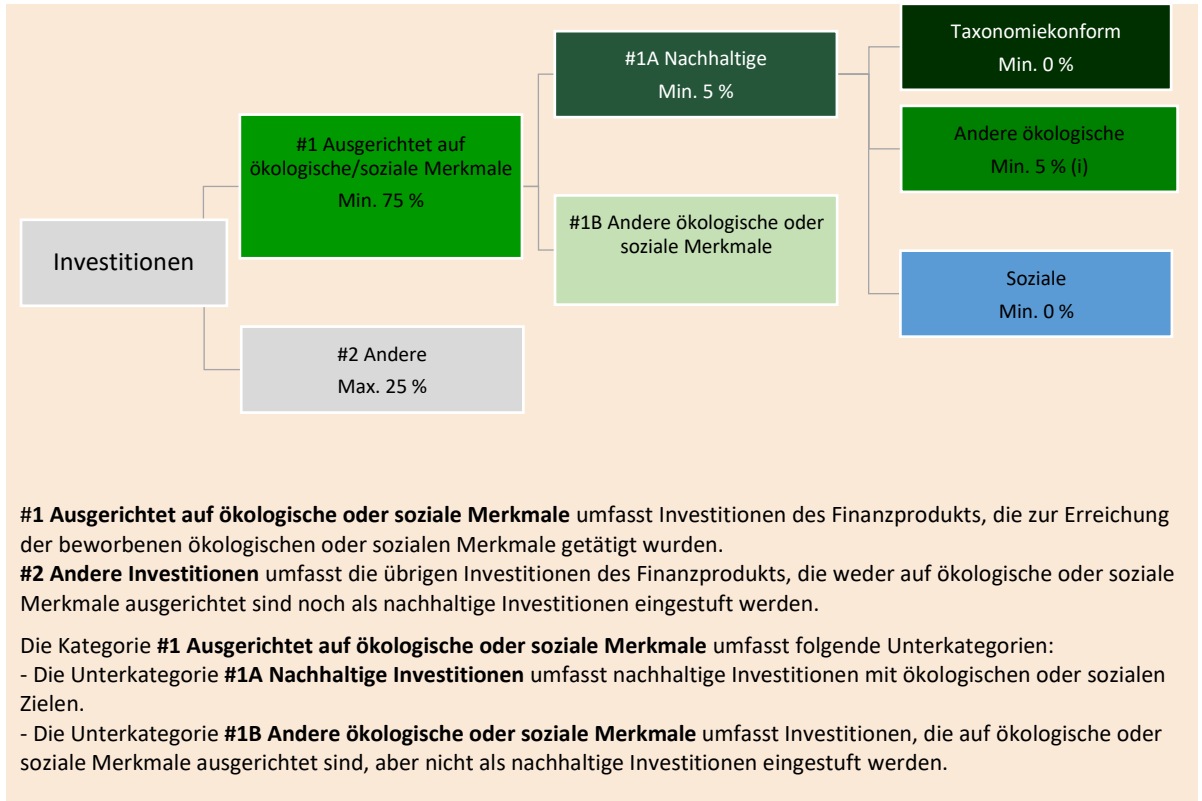 Investitionen
#1 Ausgerichtet auf
ökologische/soziale Merkmale
Min. 75 %
#2 Andere
Max. 25 %
#1A Nachhaltige
Min. 5 %
#1B Andere ökologische oder
soziale Merkmale
Taxonomiekonform
Min. 0 %
Andere ökologische
Min. 5 % (i)
Soziale
Min. 0 %
#1 Ausgerichtet auf ökologische oder soziale Merkmale umfasst Investitionen des Finanzprodukts, die zur Erreichung
der beworbenen ökologischen oder sozialen Merkmale getätigt wurden.
#2 Andere Investitionen umfasst die übrigen Investitionen des Finanzprodukts, die weder auf ökologische oder soziale
Merkmale ausgerichtet sind noch als nachhaltige Investitionen eingestuft werden.
Die Kategorie #1 Ausgerichtet auf ökologische oder soziale Merkmale umfasst folgende Unterkategorien:
- Die Unterkategorie #1A Nachhaltige Investitionen umfasst nachhaltige Investitionen mit ökologischen oder sozialen
Zielen.
- Die Unterkategorie #1B Andere ökologische oder soziale Merkmale umfasst Investitionen, die auf ökologische oder
soziale Merkmale ausgerichtet sind, aber nicht als nachhaltige Investitionen eingestuft werden.